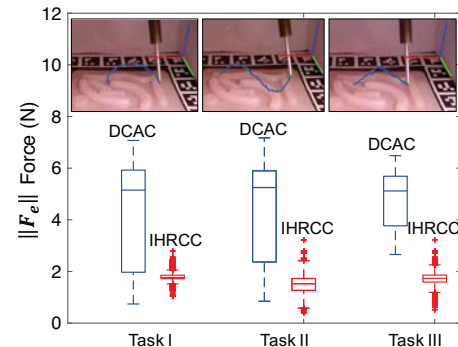 12
10
8
6
4
2
0
||Fₑ|| Force (N)
DCAC
DCAC
DCAC
IHRCC
IHRCC
IHRCC
Task I
Task II
Task III